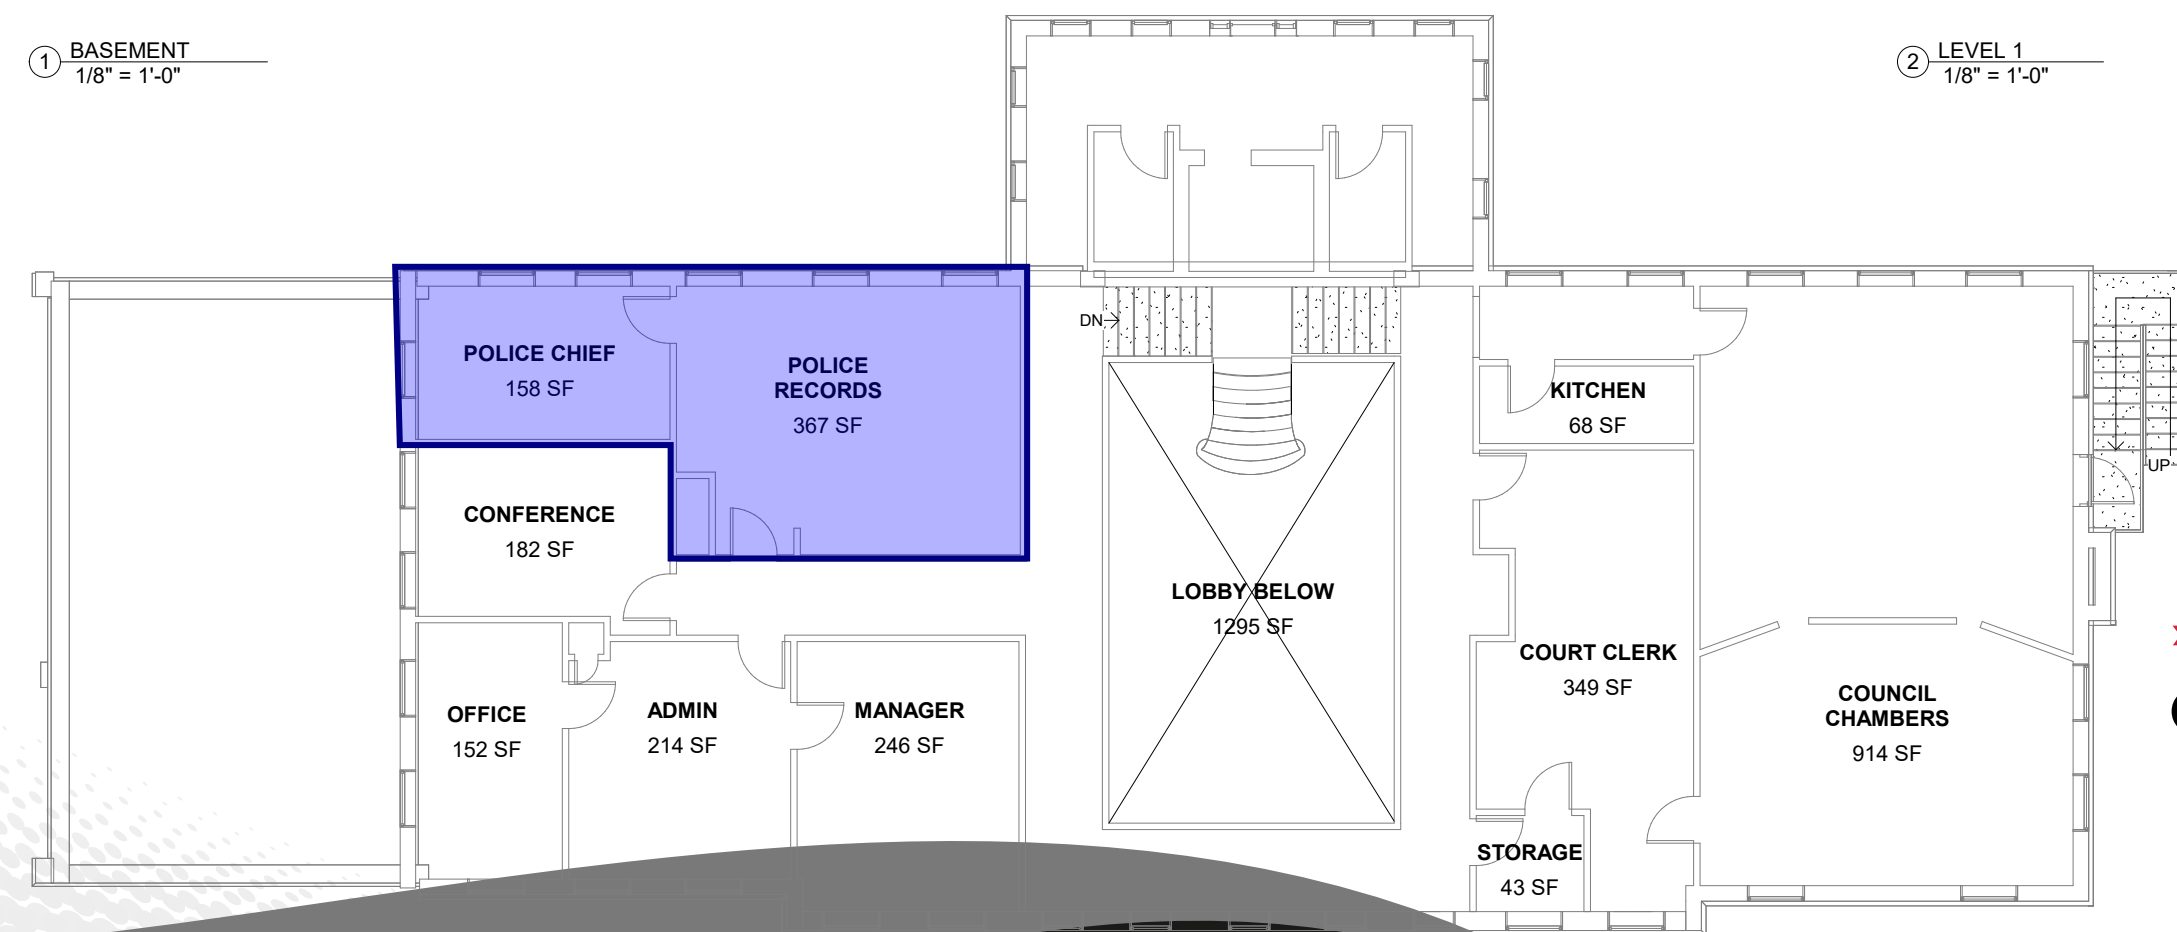 1 BASEMENT
1/8" = 1'-0"
2 LEVEL 1
1/8" = 1'-0"
DN
POLICE CHIEF
158 SF
POLICE
RECORDS
367 SF
KITCHEN
68 SF
UP
CONFERENCE
182 SF
LOBBY BELOW
1295 SF
COURT CLERK
349 SF
OFFICE
152 SF
ADMIN
214 SF
MANAGER
246 SF
COUNCIL
CHAMBERS
914 SF
STORAGE
43 SF